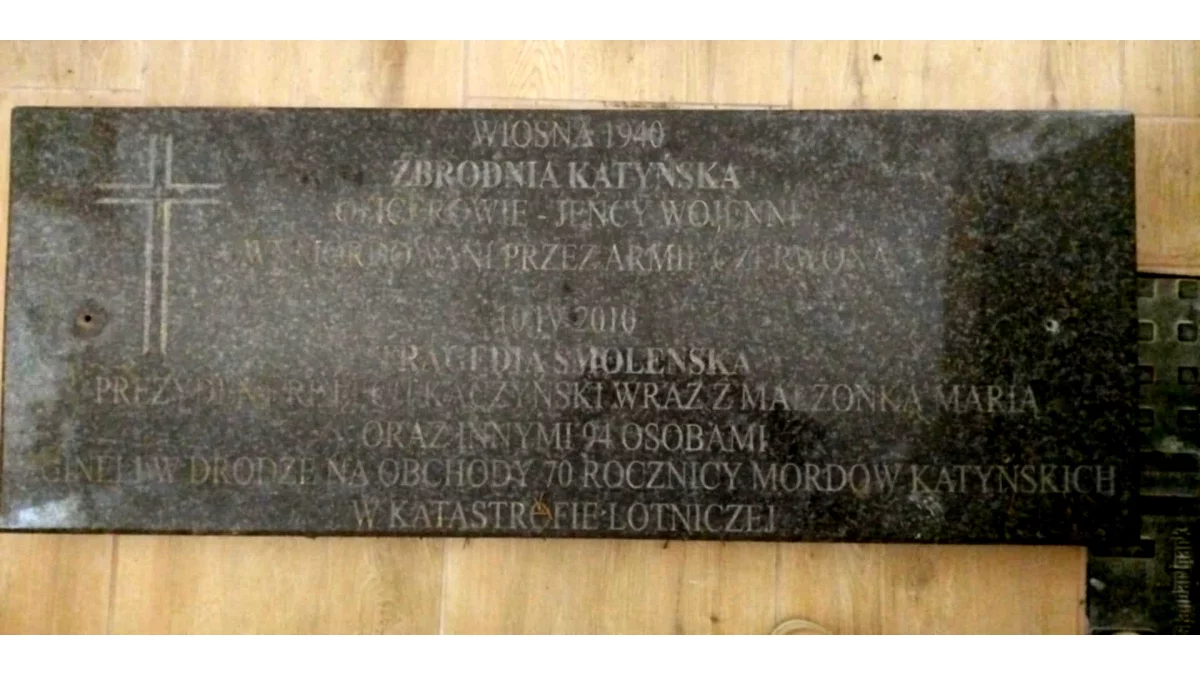 WIOSNA 1940
ZBRODNIA KATYŃSKA
OFICEROWIE - JEŃCY WOJENNI
WYMORDOWANI PRZEZ ARMIĘ CZERWONĄ
10 IV 2010
TRAGEDIA SMOLEŃSKA
PREZYDENT RP LECH KACZYŃSKI WRAZ Z MAŁŻONKĄ MARIĄ
ORAZ INNYMI 94 OSOBAMI
GINĘLI W DRODZE NA OBCHODY 70 ROCZNICY MORDÓW KATYŃSKICH
W KATASTROFIE LOTNICZEJ